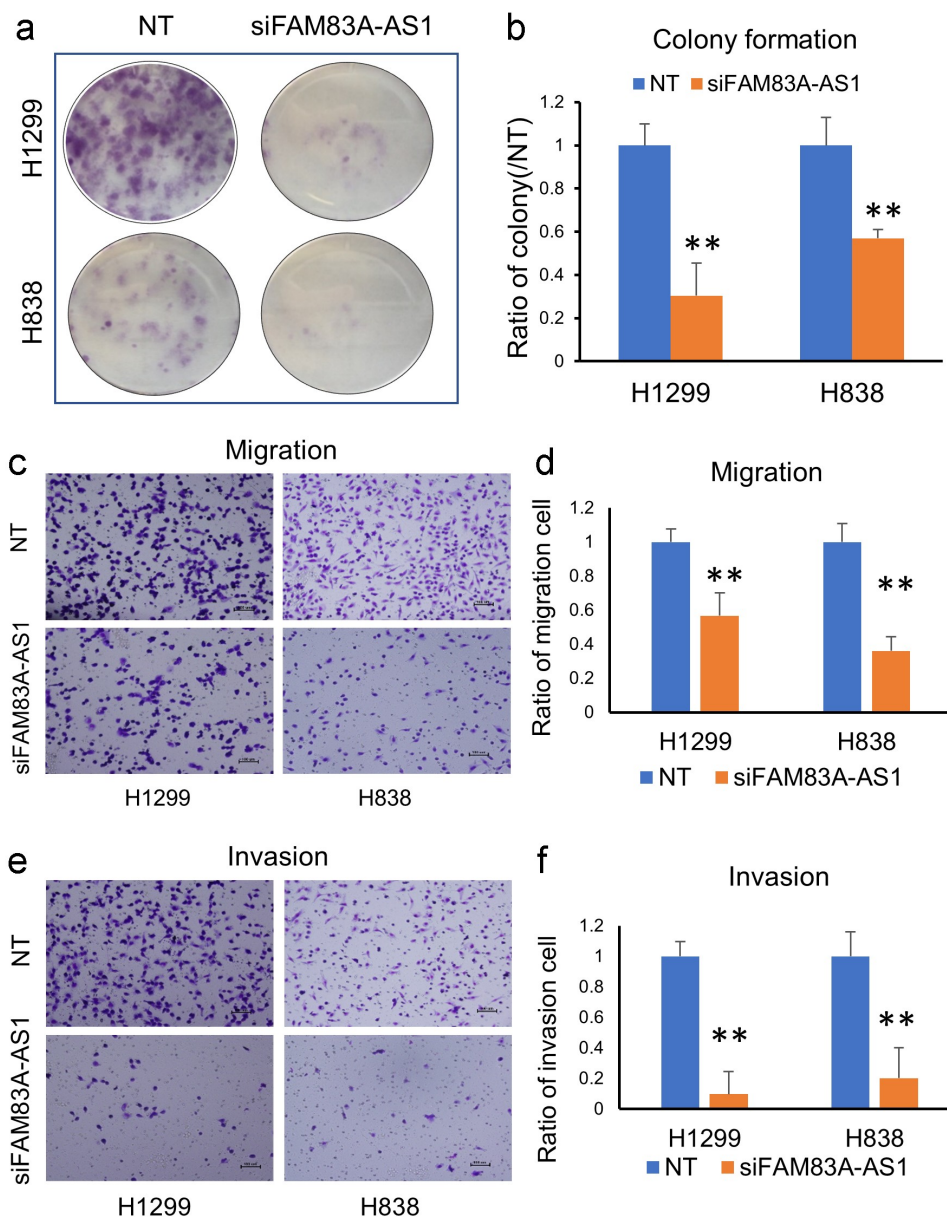 a
NT siFAM83A-AS1
H1299
H838
b
Colony formation
NT siFAM83A-AS1
Ratio of colony(/NT)
1.2
1
0.8
0.6
0.4
0.2
0
** **
H1299 H838
c
Migration
NT
siFAM83A-AS1
H1299 H838
d
Migration
Ratio of migration cell
1.2
1
0.8
0.6
0.4
0.2
0
** **
H1299 H838
NT siFAM83A-AS1
e
Invasion
NT
siFAM83A-AS1
H1299 H838
f
Invasion
Ratio of invasion cell
1.2
1
0.8
0.6
0.4
0.2
0
** **
H1299 H838
NT siFAM83A-AS1